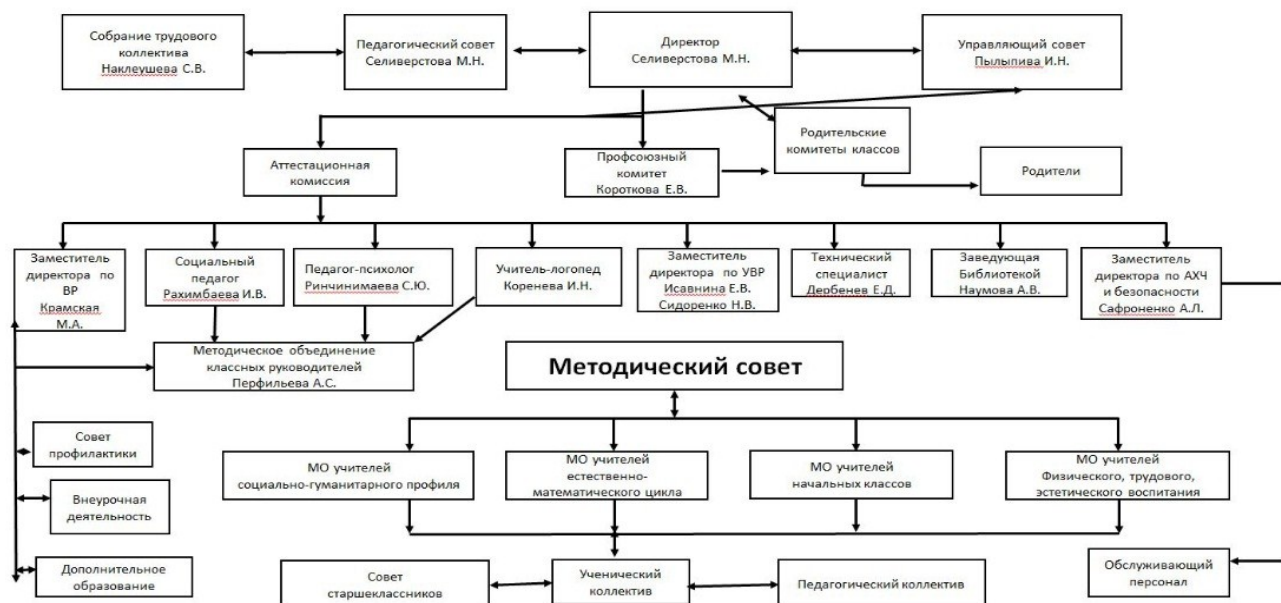 Собрание трудового
коллектива
Наклеушева С.В.
Педагогический совет
Селиверстова М.Н.
Директор
Селиверстова М.Н.
Управляющий совет
Пылыпива И.Н.
Аттестационная
комиссия
Профсоюзный
комитет
Короткова Е.В.
Родительские
комитеты классов
Родители
Заместитель
директора по
ВР
Крамская
М.А.
Социальный
педагог
Рахимбаева И.В.
Педагог-психолог
Ринчинимаева С.Ю.
Учитель-логопед
Коренева И.Н.
Заместитель
директора по УВР
Исавнина Е.В.
Сидоренко Н.В.
Технический
специалист
Дербенев Е.Д.
Заведующая
Библиотекой
Наумова А.В.
Заместитель
директора по АХЧ
и безопасности
Сафроненко А.Л.
Методическое объединение
классных руководителей
Перфильева А.С.
Методический совет
Совет
профилактики
Внеурочная
деятельность
Дополнительное
образование
МО учителей
социально-гуманитарного профиля
МО учителей
естественно-
математического цикла
МО учителей
начальных классов
МО учителей
Физического, трудового,
эстетического воспитания
Совет
старшеклассников
Ученический
коллектив
Педагогический коллектив
Обслуживающий
персонал